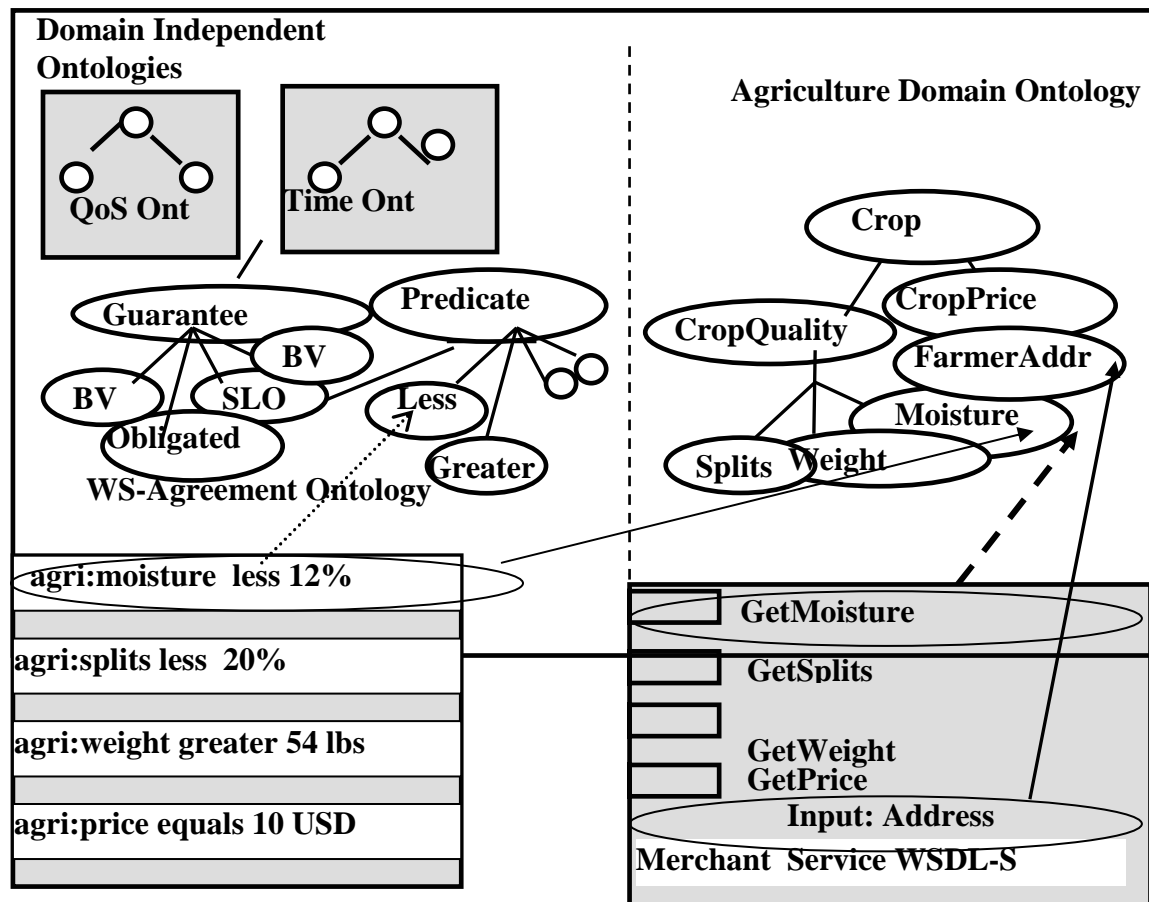 Domain Independent
Ontologies
Agriculture Domain Ontology
QoS Ont
Time Ont
Crop
Guarantee
Predicate
CropPrice
CropQuality
BV
FarmerAddr
BV
SLO
Less
Moisture
Obligated
Greater
Splits
Weight
WS-Agreement Ontology
agri:moisture less 12%
agri:splits less 20%
agri:weight greater 54 lbs
agri:price equals 10 USD
GetMoisture
GetSplits
GetWeight
GetPrice
Input: Address
Merchant Service WSDL-S